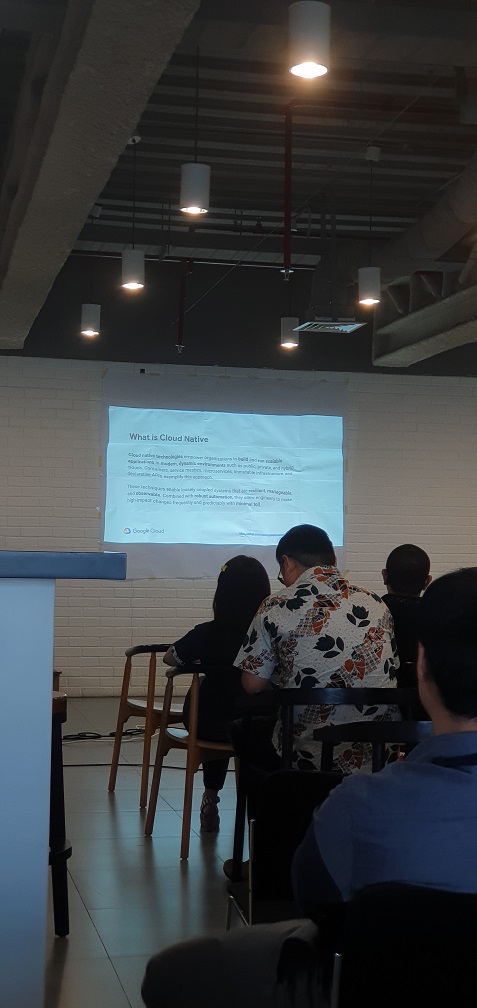 What is Cloud Native
Cloud native technologies empower organizations to build and run scalable
applications in modern, dynamic environments such as public, private, and hybrid
clouds. Containers, service meshes, microservices, immutable infrastructure, and
declarative APIs exemplify this approach.
These techniques enable loosely coupled systems that are resilient, manageable,
and observable. Combined with robust automation, they allow engineers to make
high-impact changes frequently and predictably with minimal toil.
Google Cloud